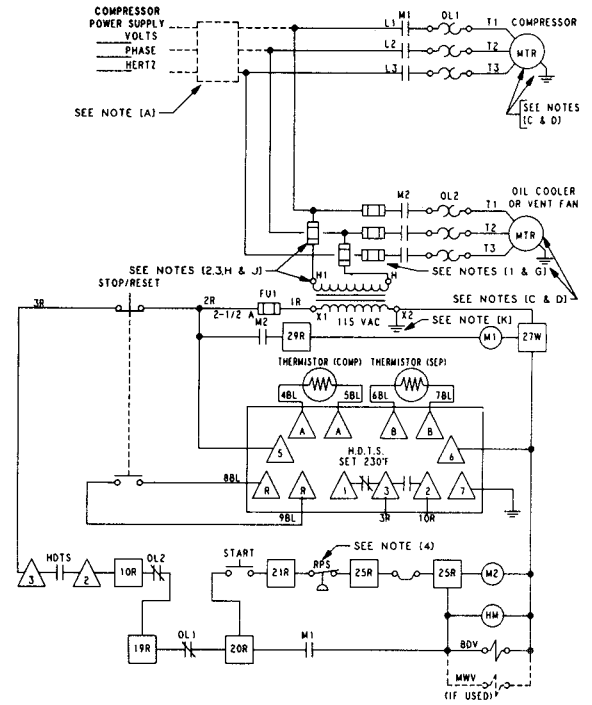 COMPRESSOR
POWER SUPPLY
VOLTS
PHASE
HERTZ
SEE NOTE [A]
L1 M1 OL1 T1 COMPRESSOR
L2 T2 MTR
L3 T3
SEE NOTES
[C & D]
M2 OL2 T1 OIL COOLER
OR VENT FAN
T2 MTR
T3
SEE NOTES [2,3,H & J]
H1 H
SEE NOTES [1 & G]
SEE NOTES [C & D]
STOP/RESET
3R 2R FU1 1R X1 X2
2-1/2 A 115 VAC SEE NOTE [K]
M2 29R M1 27W
THERMISTOR (COMP) THERMISTOR (SEP)
4BL 5BL 6BL 7BL
A A B B
5 H.D.T.S. 6
SET 230°F
8BL R R 1 3 2 7
9BL 3R 10R
HDTS
3 2 10R OL2
START SEE NOTE (4)
21R RPS 25R 25R M2
HM
19R OL1 20R M1
BDV
MWV
(IF USED)